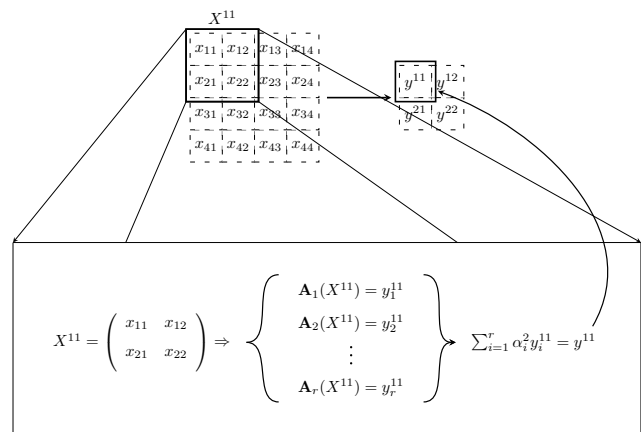 X^{11}
x_{11} x_{12} x_{13} x_{14}
x_{21} x_{22} x_{23} x_{24}
x_{31} x_{32} x_{33} x_{34}
x_{41} x_{42} x_{43} x_{44}
y^{11} y^{12}
y^{21} y^{22}
X^{11} = ( x_{11} x_{12}
x_{21} x_{22} ) ⇒
{ A_1(X^{11}) = y_1^{11}
A_2(X^{11}) = y_2^{11}
⋮
A_r(X^{11}) = y_r^{11} }
∑_{i=1}^{r} α_i^2 y_i^{11} = y^{11}